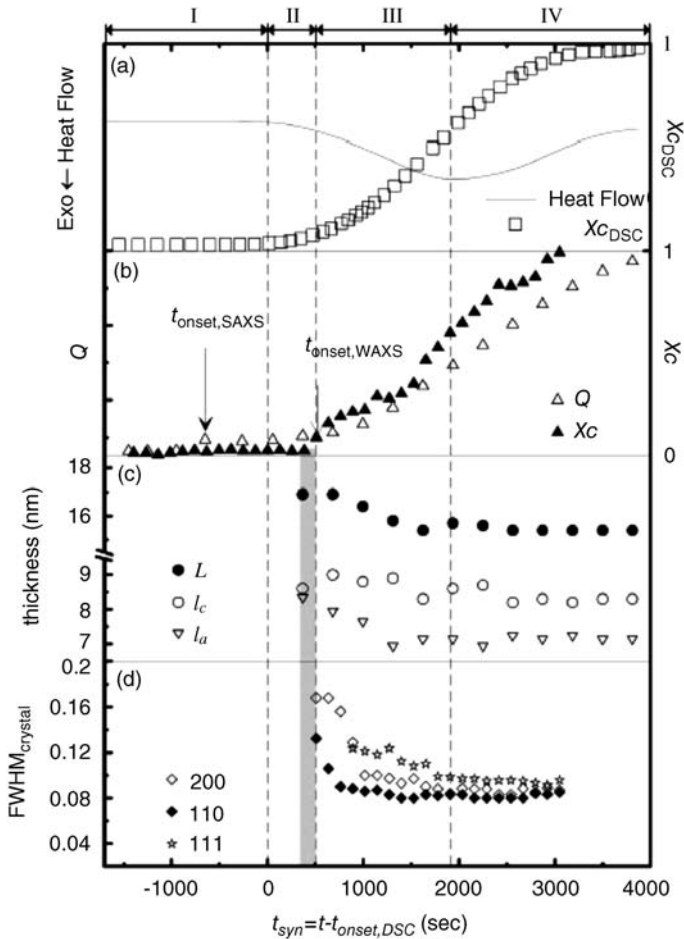 I II III IV
(a)
1
Exo ← Heat Flow
Xc_DSC
Heat Flow
Xc_DSC
(b)
1
t_onset,SAXS
t_onset,WAXS
Q
Xc
Q
Xc
0
18
(c)
16
thickness (nm)
9
8
7
L
l_c
l_a
0.2
(d)
0.16
0.12
0.08
0.04
FWHM_crystal
200
110
111
-1000 0 1000 2000 3000 4000
t_syn=t-t_onset,DSC (sec)